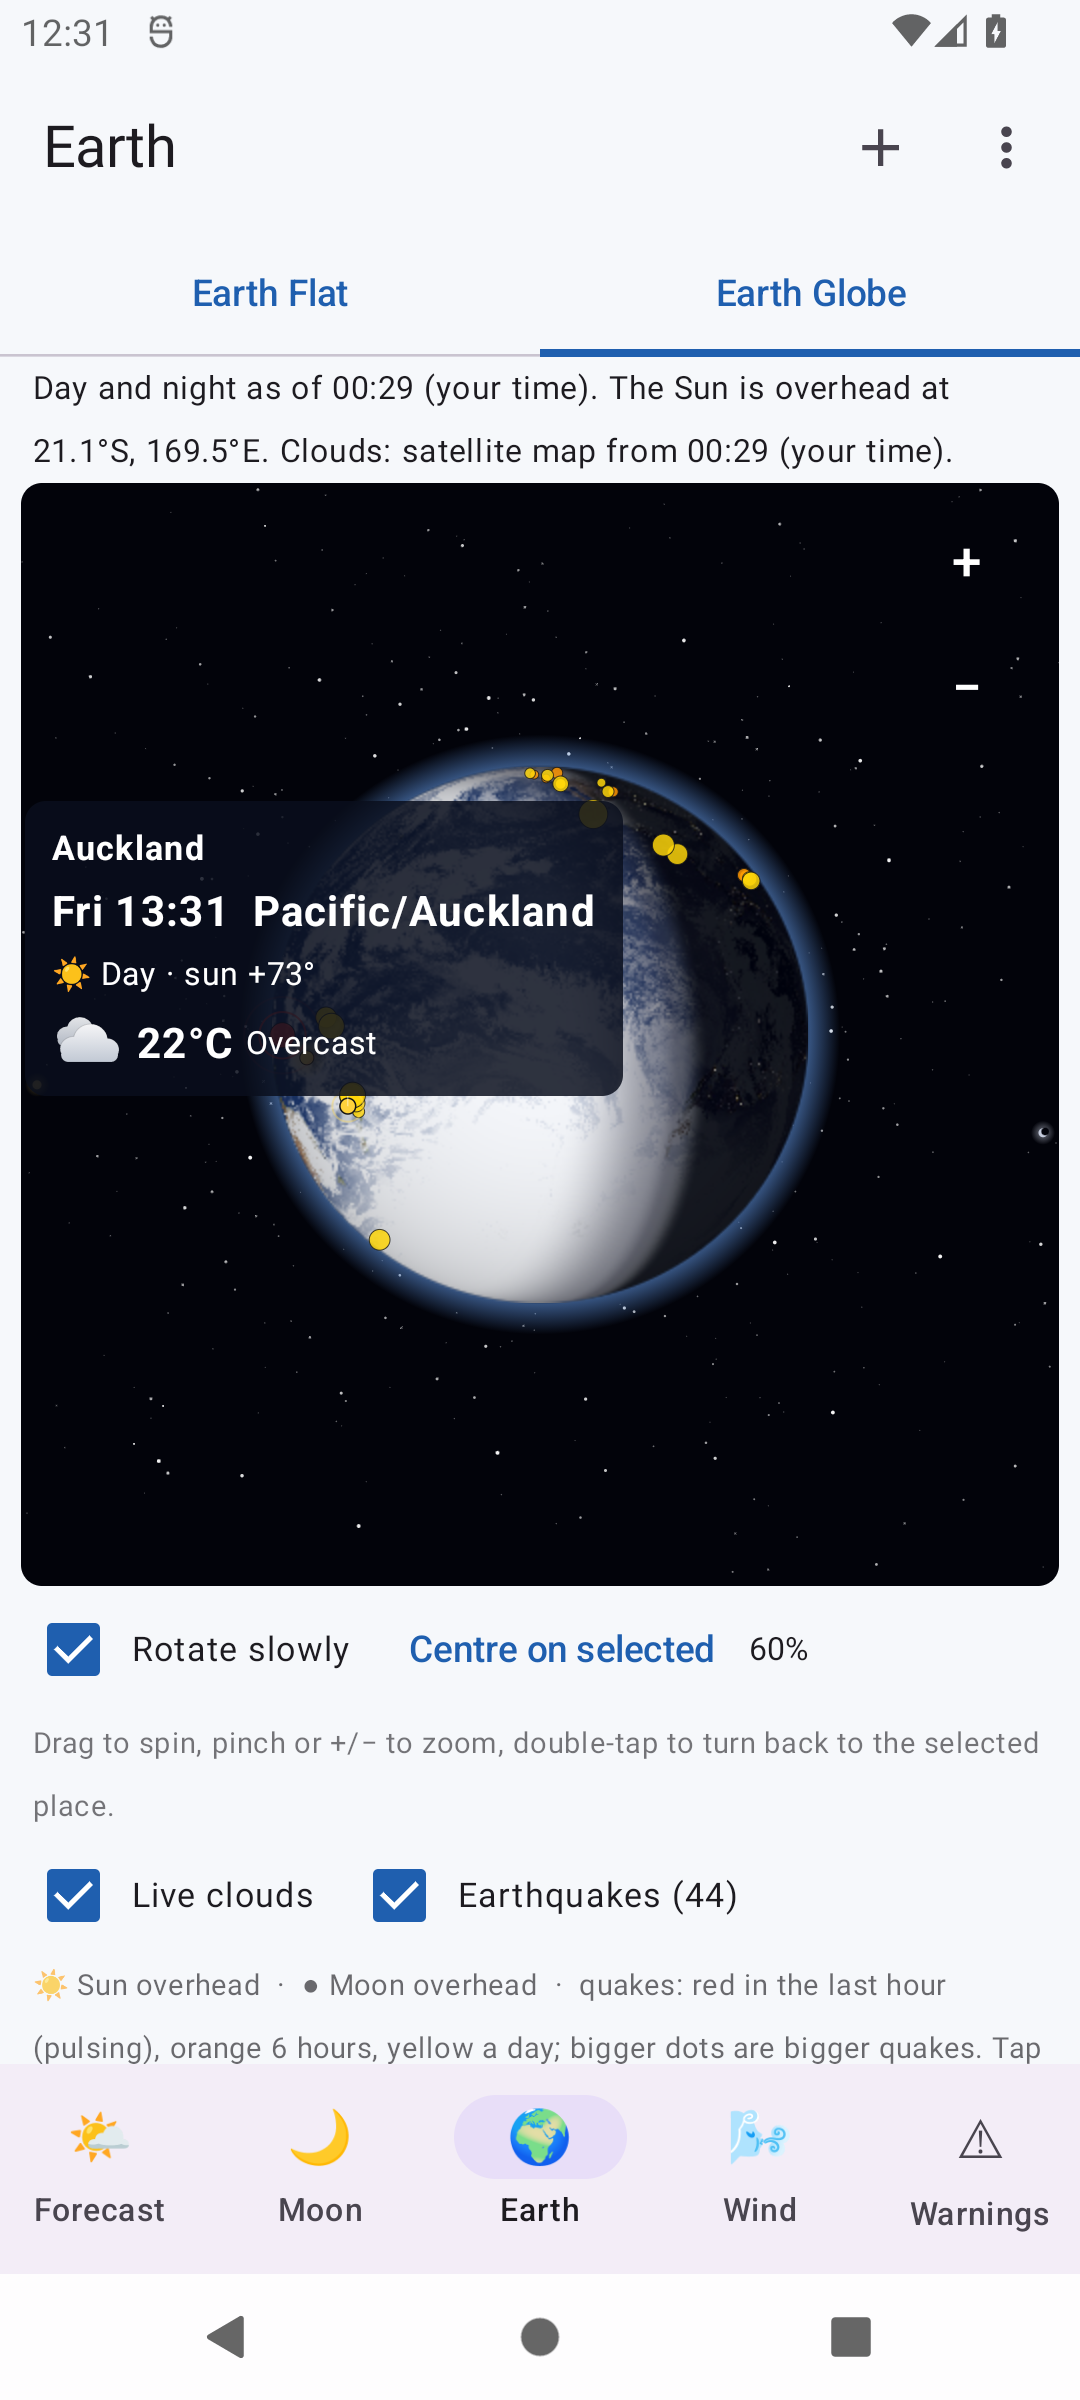 12:31
Earth
Earth Flat
Earth Globe
Day and night as of 00:29 (your time). The Sun is overhead at
21.1°S, 169.5°E. Clouds: satellite map from 00:29 (your time).
+
−
Auckland
Fri 13:31 Pacific/Auckland
☀️ Day · sun +73°
22°C Overcast
Rotate slowly
Centre on selected
60%
Drag to spin, pinch or +/− to zoom, double-tap to turn back to the selected
place.
Live clouds
Earthquakes (44)
☀️ Sun overhead · ● Moon overhead · quakes: red in the last hour
(pulsing), orange 6 hours, yellow a day; bigger dots are bigger quakes. Tap
Forecast
Moon
Earth
Wind
Warnings